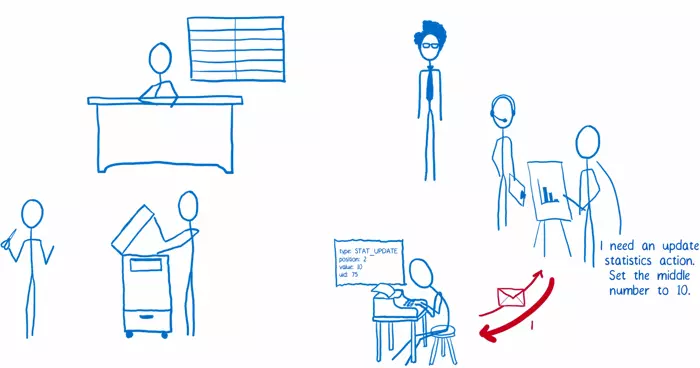 type: STAT_UPDATE
position: 2
value: 10
uid: 75
I need an update
statistics action.
Set the middle
number to 10.
1